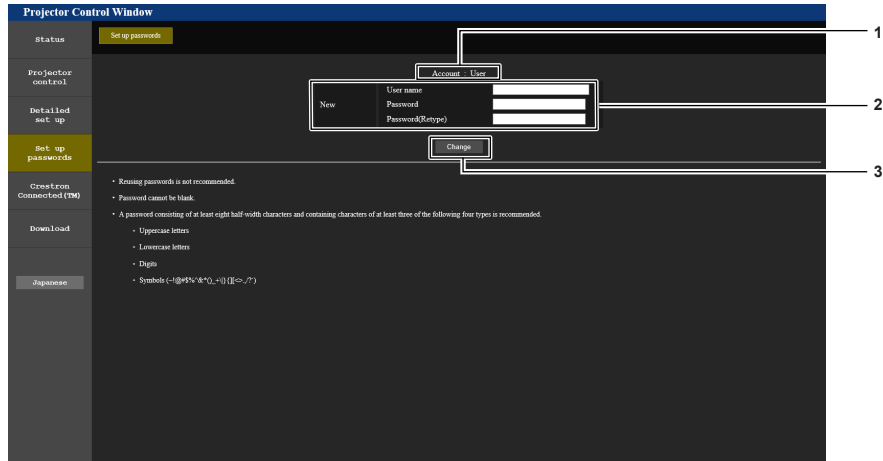 Projector Control Window
Status
Projector
control
Detailed
set up
Set up
passwords
Crestron
Connected(TM)
Download
Japanese
Set up passwords
Account : User
New
User name
Password
Password(Retype)
Change
• Reusing passwords is not recommended.
• Password cannot be blank.
• A password consisting of at least eight half-width characters and containing characters of at least three of the following four types is recommended.
• Uppercase letters
• Lowercase letters
• Digits
• Symbols
1
2
3